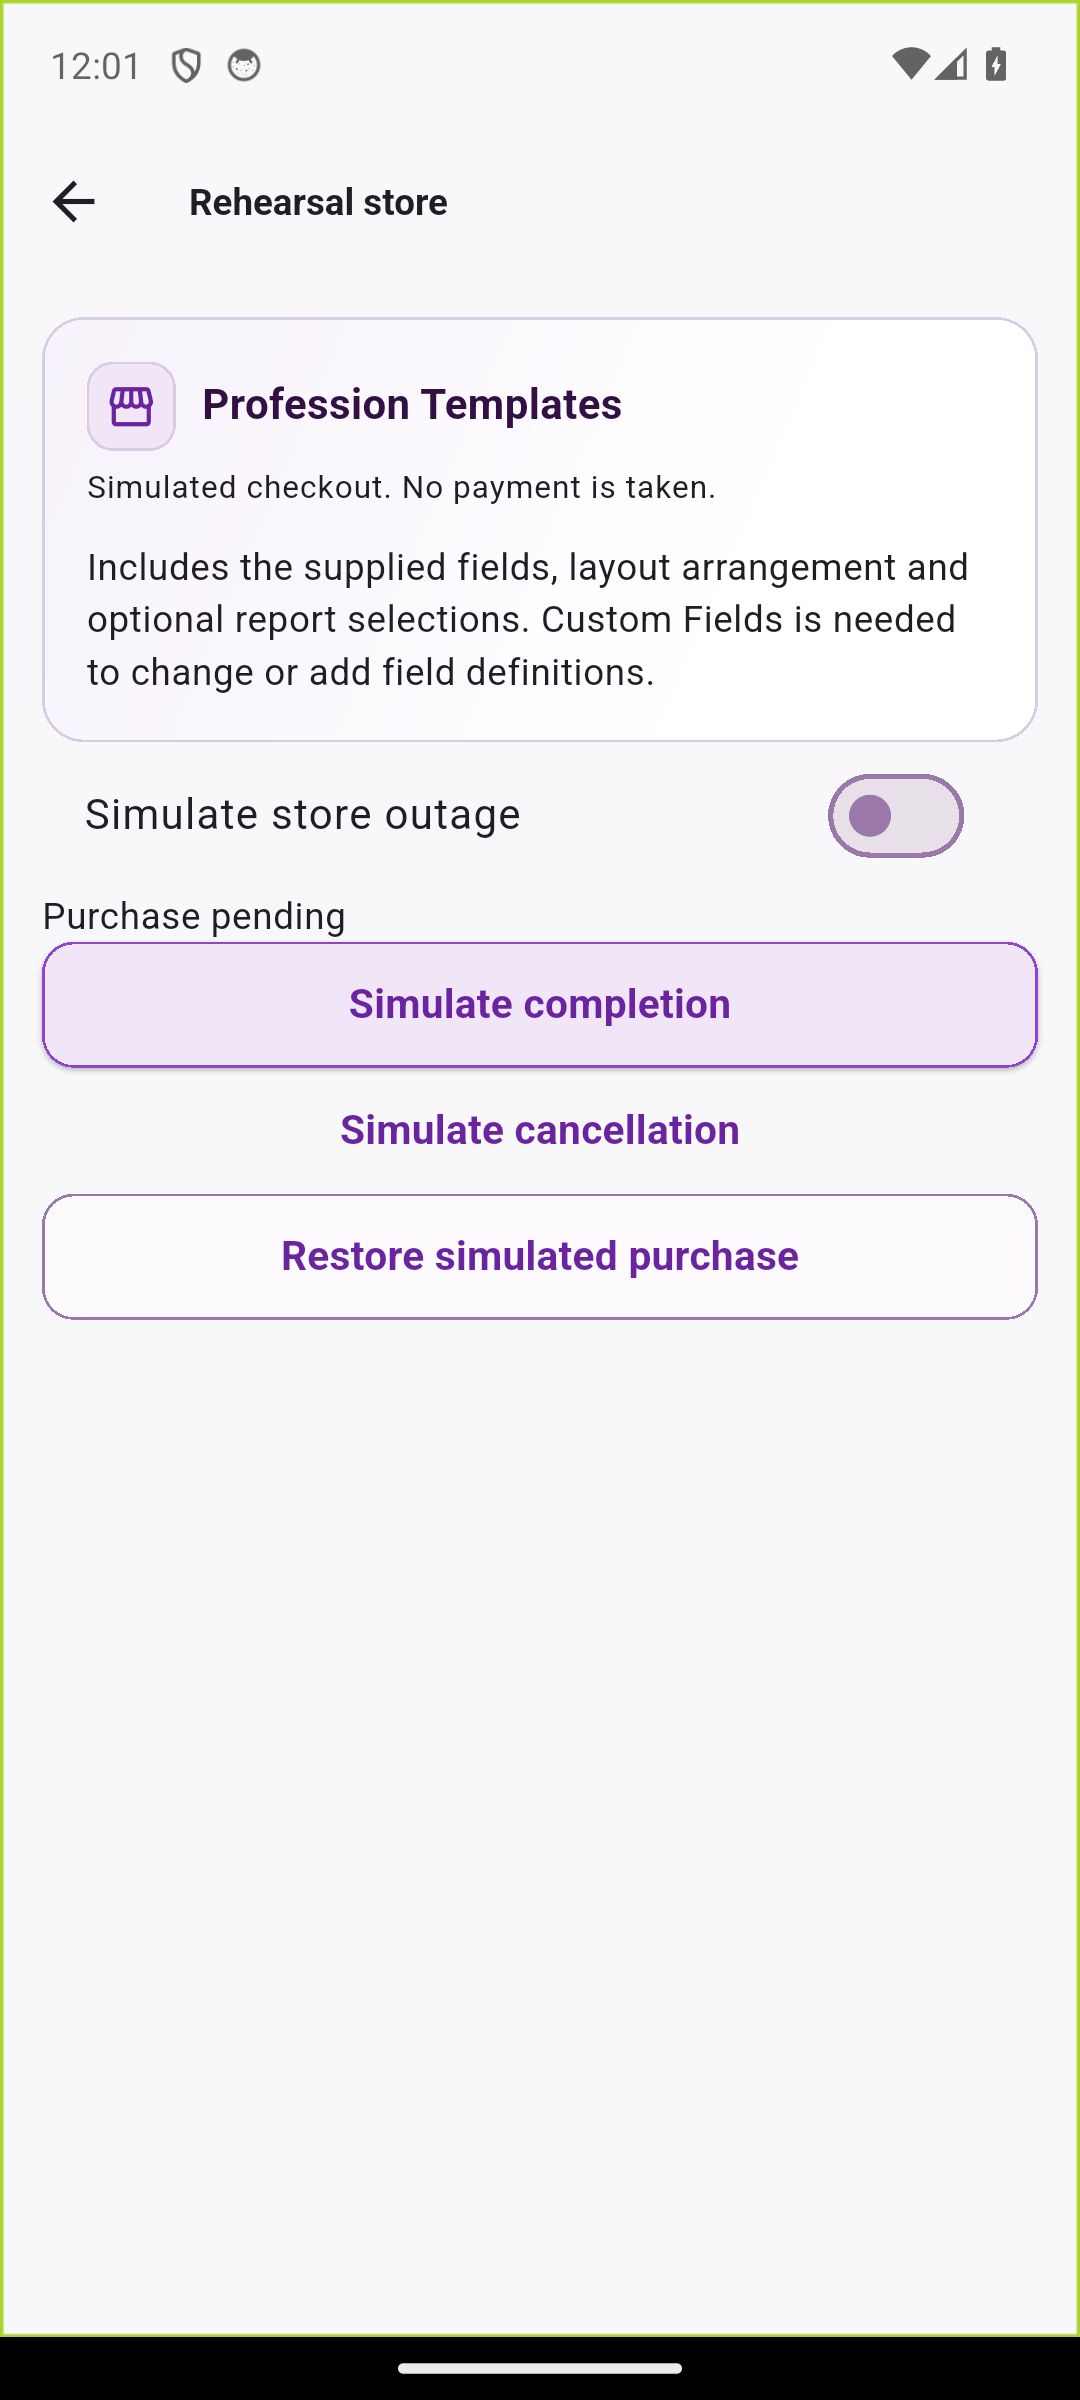 12:01
Rehearsal store
Profession Templates
Simulated checkout. No payment is taken.
Includes the supplied fields, layout arrangement and
optional report selections. Custom Fields is needed
to change or add field definitions.
Simulate store outage
Purchase pending
Simulate completion
Simulate cancellation
Restore simulated purchase